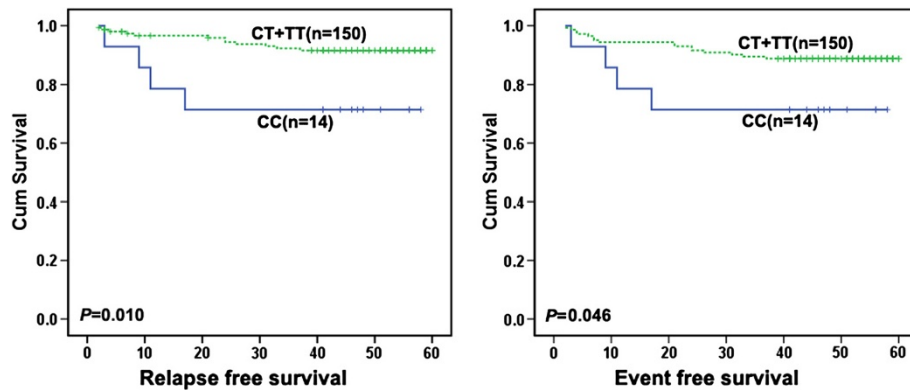 1.0
0.8
0.6
0.4
0.2
0.0
Cum Survival
CT+TT(n=150)
CC(n=14)
P=0.010
0 10 20 30 40 50 60
Relapse free survival
1.0
0.8
0.6
0.4
0.2
0.0
Cum Survival
CT+TT(n=150)
CC(n=14)
P=0.046
0 10 20 30 40 50 60
Event free survival